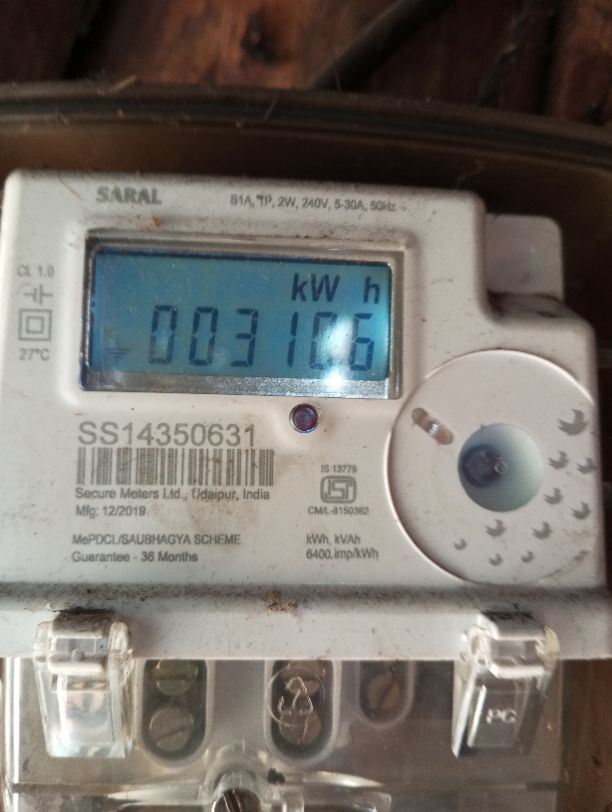 SARAL
S1A, 1P, 2W, 240V, 5-30A, 50Hz ~
CL 1.0
27°C
kW h
003106
SS14350631
Secure Meters Ltd., Udaipur, India
Mfg: 12/2019
MePDCL/SAUBHAGYA SCHEME
Guarantee - 36 Months
IS 13779
ISI
CM/L-8150362
kWh, kVAh
6400 imp/kWh
PC